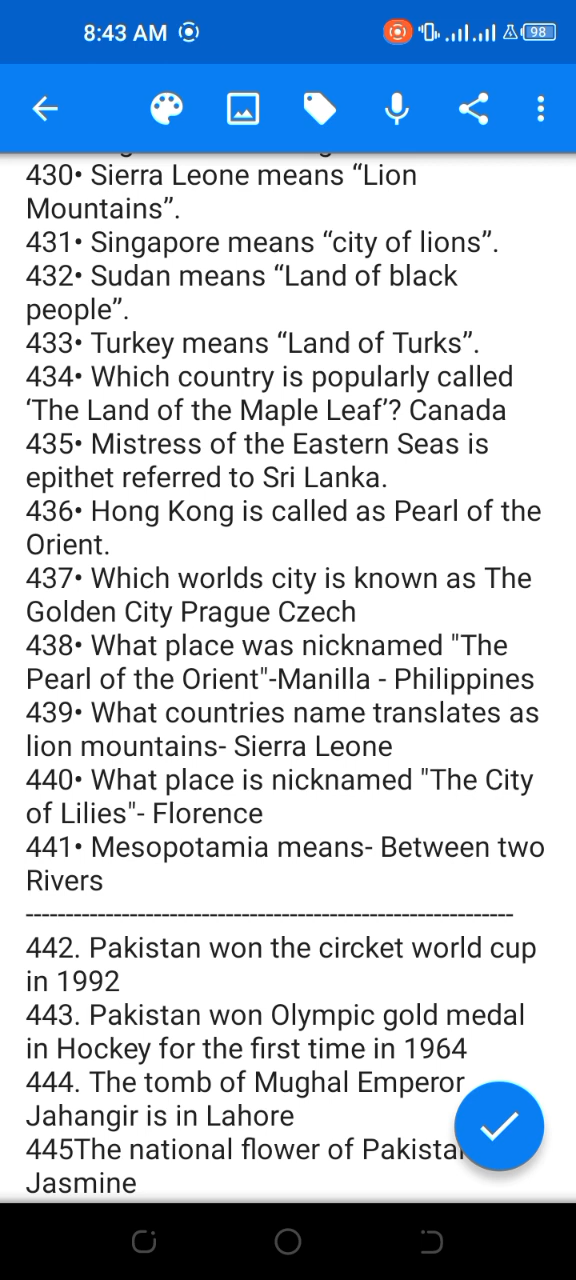 8:43 AM
98
430• Sierra Leone means “Lion
Mountains”.
431• Singapore means “city of lions”.
432• Sudan means “Land of black
people”.
433• Turkey means “Land of Turks”.
434• Which country is popularly called
‘The Land of the Maple Leaf’? Canada
435• Mistress of the Eastern Seas is
epithet referred to Sri Lanka.
436• Hong Kong is called as Pearl of the
Orient.
437• Which worlds city is known as The
Golden City Prague Czech
438• What place was nicknamed "The
Pearl of the Orient"-Manilla - Philippines
439• What countries name translates as
lion mountains- Sierra Leone
440• What place is nicknamed "The City
of Lilies"- Florence
441• Mesopotamia means- Between two
Rivers
-------------------------------------------------------------
442. Pakistan won the circket world cup
in 1992
443. Pakistan won Olympic gold medal
in Hockey for the first time in 1964
444. The tomb of Mughal Emperor
Jahangir is in Lahore
445The national flower of Pakista
Jasmine